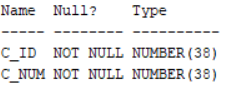 Name  Null?    Type
----- -------- ----------
C_ID  NOT NULL NUMBER(38)
C_NUM NOT NULL NUMBER(38)